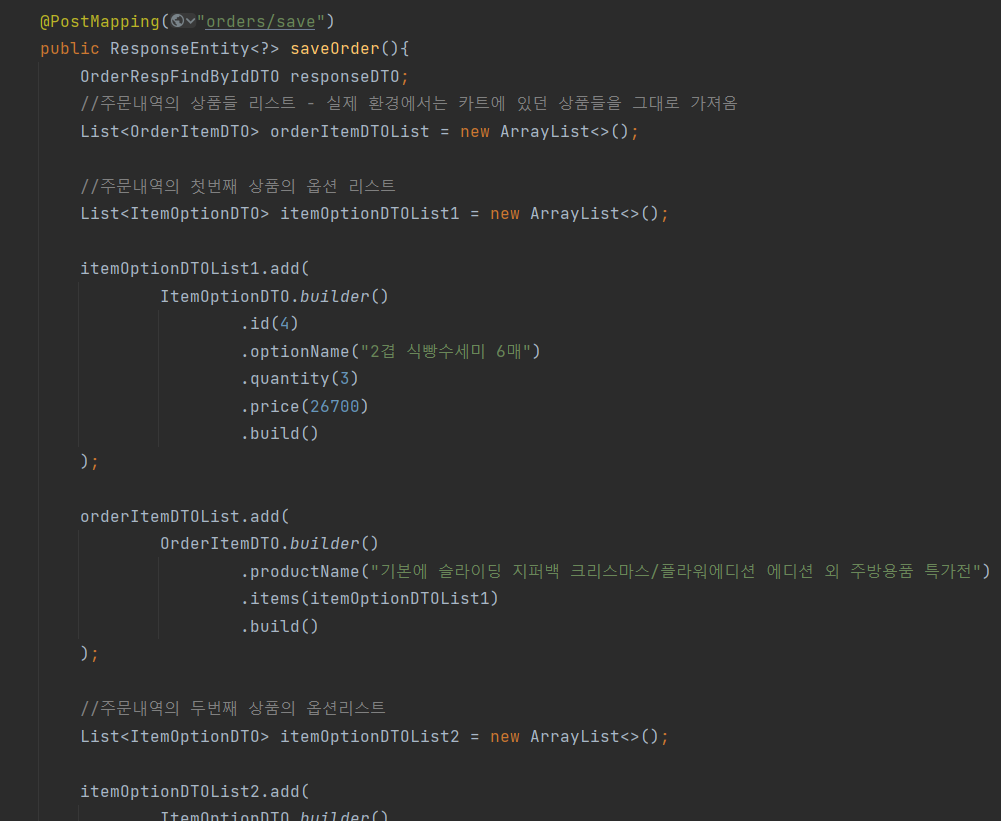 @PostMapping("orders/save")
public ResponseEntity<?> saveOrder(){
OrderRespFindByIdDTO responseDTO;
//주문내역의 상품들 리스트 - 실제 환경에서는 카트에 있던 상품들을 그대로 가져옴
List<OrderItemDTO> orderItemDTOList = new ArrayList<>();
//주문내역의 첫번째 상품의 옵션 리스트
List<ItemOptionDTO> itemOptionDTOList1 = new ArrayList<>();
itemOptionDTOList1.add(
ItemOptionDTO.builder()
.id(4)
.optionName("2겹 식빵수세미 6매")
.quantity(3)
.price(26700)
.build()
);
orderItemDTOList.add(
OrderItemDTO.builder()
.productName("기본에 슬라이딩 지퍼백 크리스마스/플라워에디션 에디션 외 주방용품 특가전")
.items(itemOptionDTOList1)
.build()
);
//주문내역의 두번째 상품의 옵션리스트
List<ItemOptionDTO> itemOptionDTOList2 = new ArrayList<>();
itemOptionDTOList2.add(
ItemOptionDTO.builder()